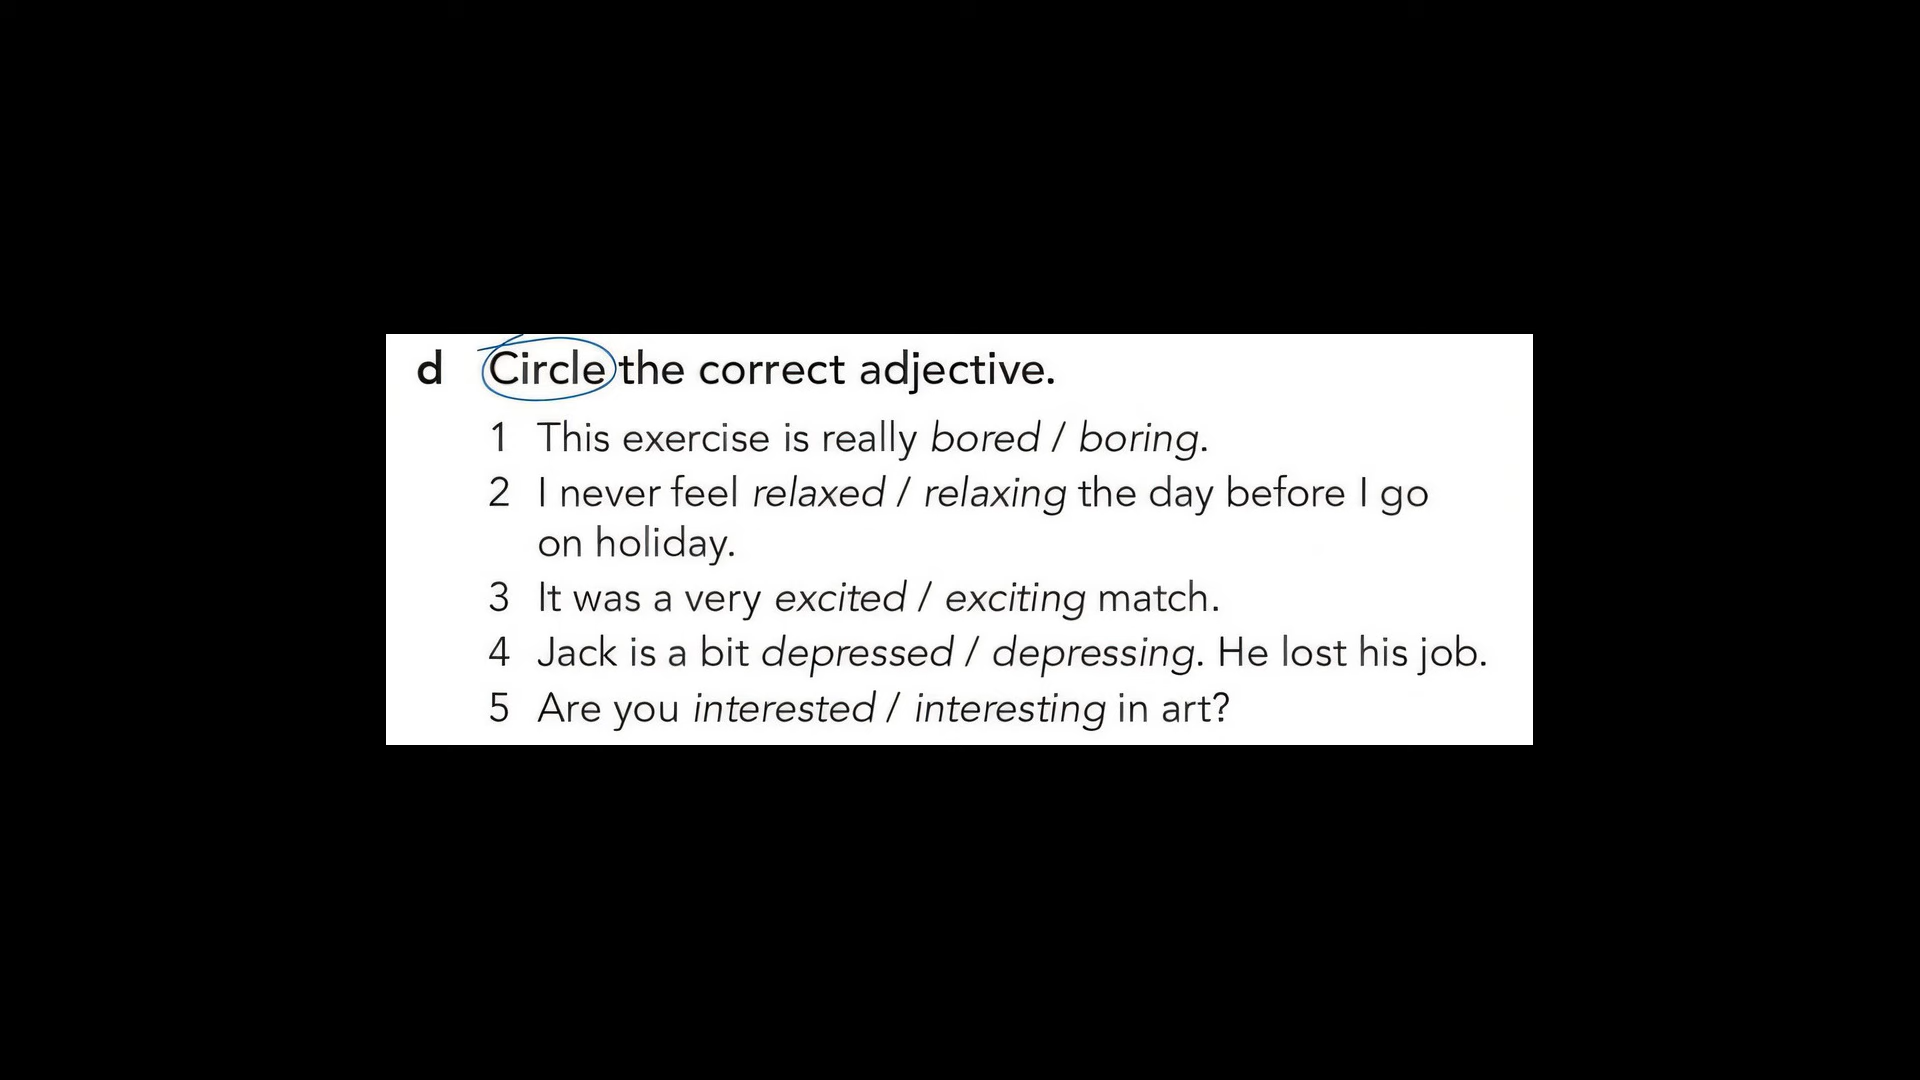 d Circle the correct adjective.
1 This exercise is really bored / boring.
2 I never feel relaxed / relaxing the day before I go
on holiday.
3 It was a very excited / exciting match.
4 Jack is a bit depressed / depressing. He lost his job.
5 Are you interested / interesting in art?